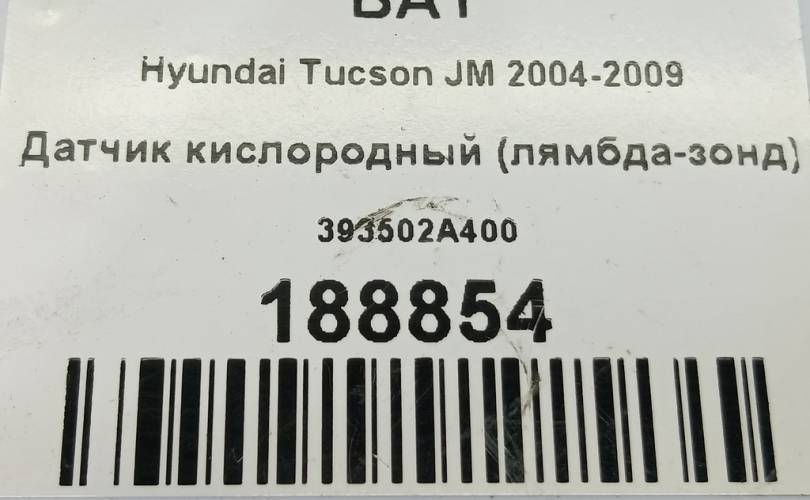 Hyundai Tucson JM 2004-2009
Датчик кислородный (лямбда-зонд)
393502A400
188854